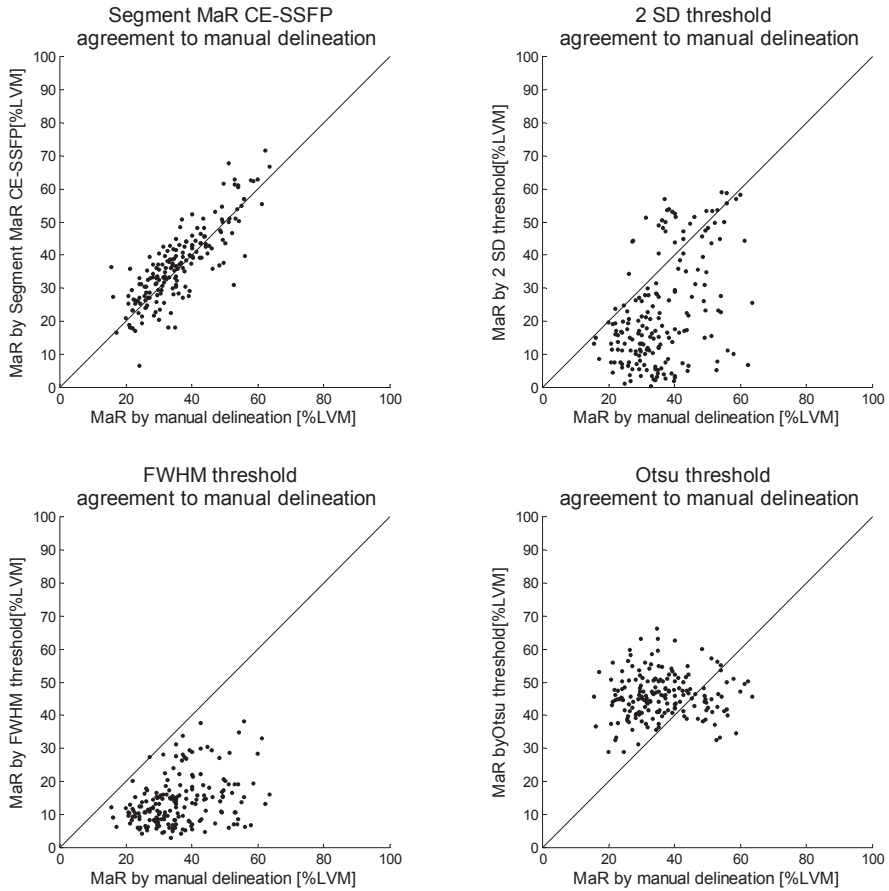 Segment MaR CE-SSFP
agreement to manual delineation
MaR by Segment MaR CE-SSFP[%LVM]
100
90
80
70
60
50
40
30
20
10
0
0 20 40 60 80 100
MaR by manual delineation [%LVM]
2 SD threshold
agreement to manual delineation
MaR by 2 SD threshold[%LVM]
100
90
80
70
60
50
40
30
20
10
0
0 20 40 60 80 100
MaR by manual delineation [%LVM]
FWHM threshold
agreement to manual delineation
MaR by FWHM threshold[%LVM]
100
90
80
70
60
50
40
30
20
10
0
0 20 40 60 80 100
MaR by manual delineation [%LVM]
Otsu threshold
agreement to manual delineation
MaR byOtsu threshold[%LVM]
100
90
80
70
60
50
40
30
20
10
0
0 20 40 60 80 100
MaR by manual delineation [%LVM]